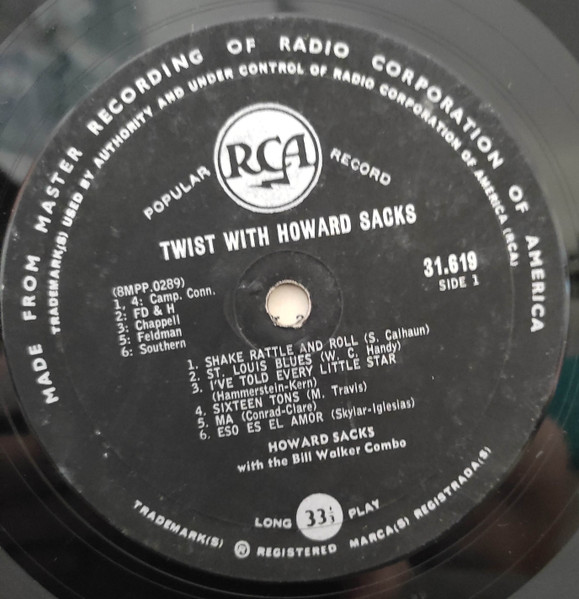 MADE FROM MASTER RECORDING OF RADIO CORPORATION OF AMERICA
TRADEMARK(S) USED BY AUTHORITY AND UNDER CONTROL OF RADIO CORPORATION OF AMERICA (RCA)
POPULAR RCA RECORD
TWIST WITH HOWARD SACKS
31.619
SIDE 1
(8MPP.0289)
1, 4: Camp. Conn.
2: FD & H
3: Chappell
5: Feldman
6: Southern
1. SHAKE RATTLE AND ROLL (S. Calhaun)
2. ST. LOUIS BLUES (W. C. Handy)
3. I'VE TOLD EVERY LITTLE STAR
(Hammerstein-Kern)
4. SIXTEEN TONS (M. Travis)
5. MA (Conrad-Clare)
6. ESO ES EL AMOR (Skylar-Iglesias)
HOWARD SACKS
with the Bill Walker Combo
LONG 33⅓ PLAY
TRADEMARK(S) ® REGISTERED MARCA(S) REGISTRADA(S)